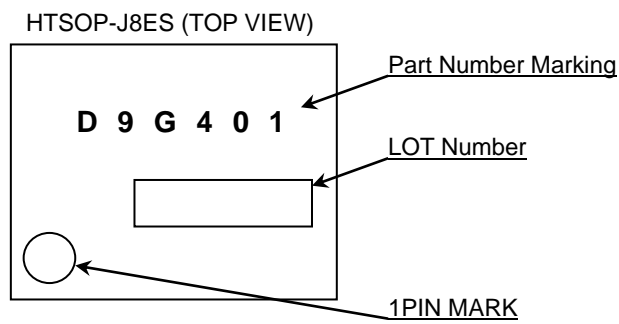 HTSOP-J8ES (TOP VIEW)
Part Number Marking
D 9 G 4 0 1
LOT Number
1PIN MARK